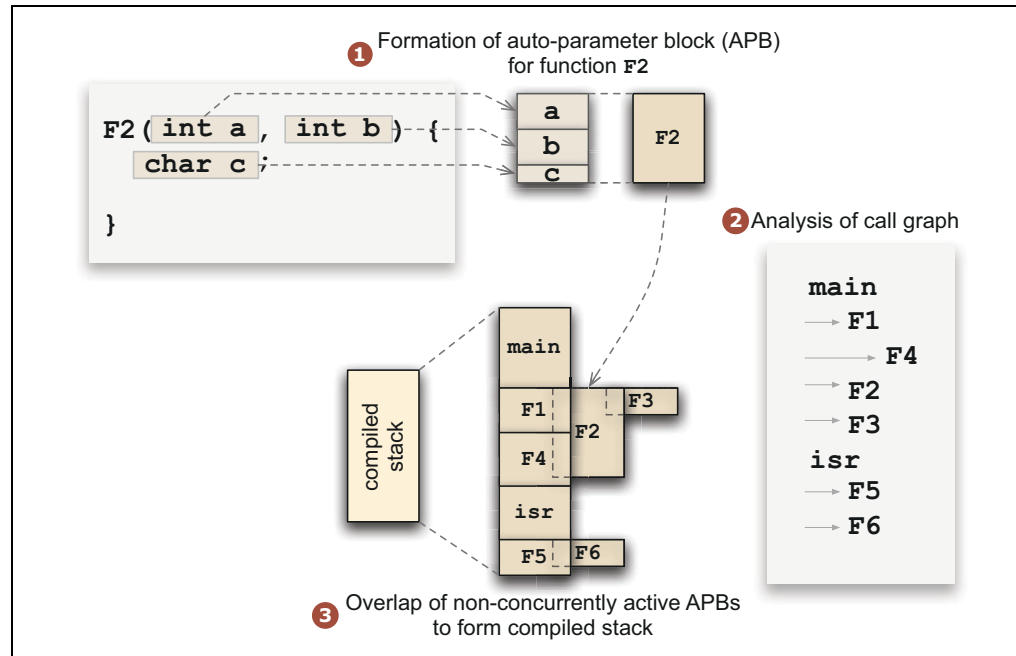 1 Formation of auto-parameter block (APB)
for function F2
F2(int a, int b) {
char c;
}
a
b
c
F2
2 Analysis of call graph
main
F1
F4
F2
F3
isr
F5
F6
compiled
stack
main
F1
F2
F3
F4
isr
F5
F6
3 Overlap of non-concurrently active APBs
to form compiled stack